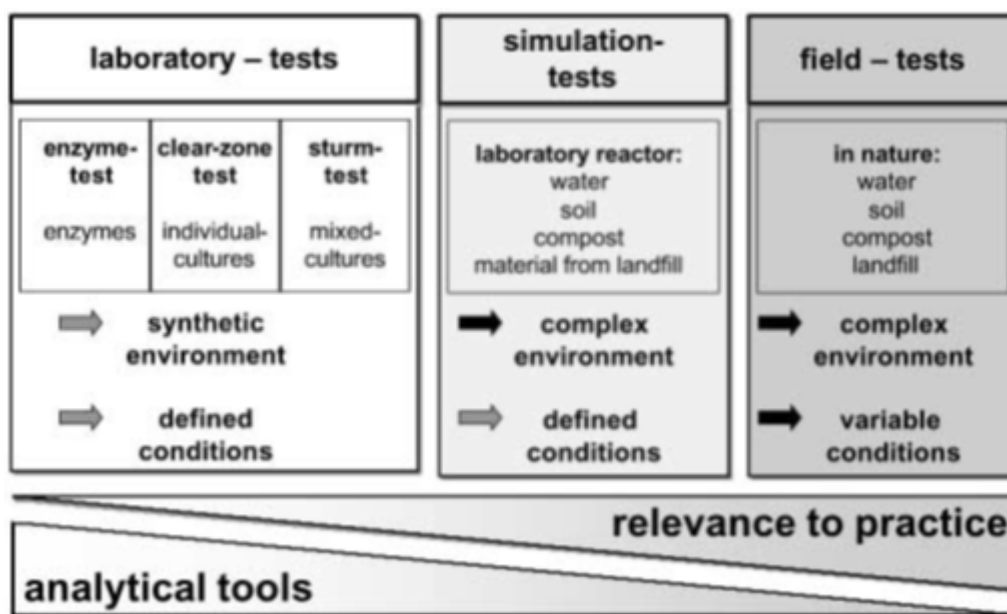 laboratory – tests
enzyme-
test
enzymes
clear-zone
test
individual-
cultures
sturm-
test
mixed-
cultures
synthetic
environment
defined
conditions
simulation-
tests
laboratory reactor:
water
soil
compost
material from landfill
complex
environment
defined
conditions
field – tests
in nature:
water
soil
compost
landfill
complex
environment
variable
conditions
relevance to practice
analytical tools